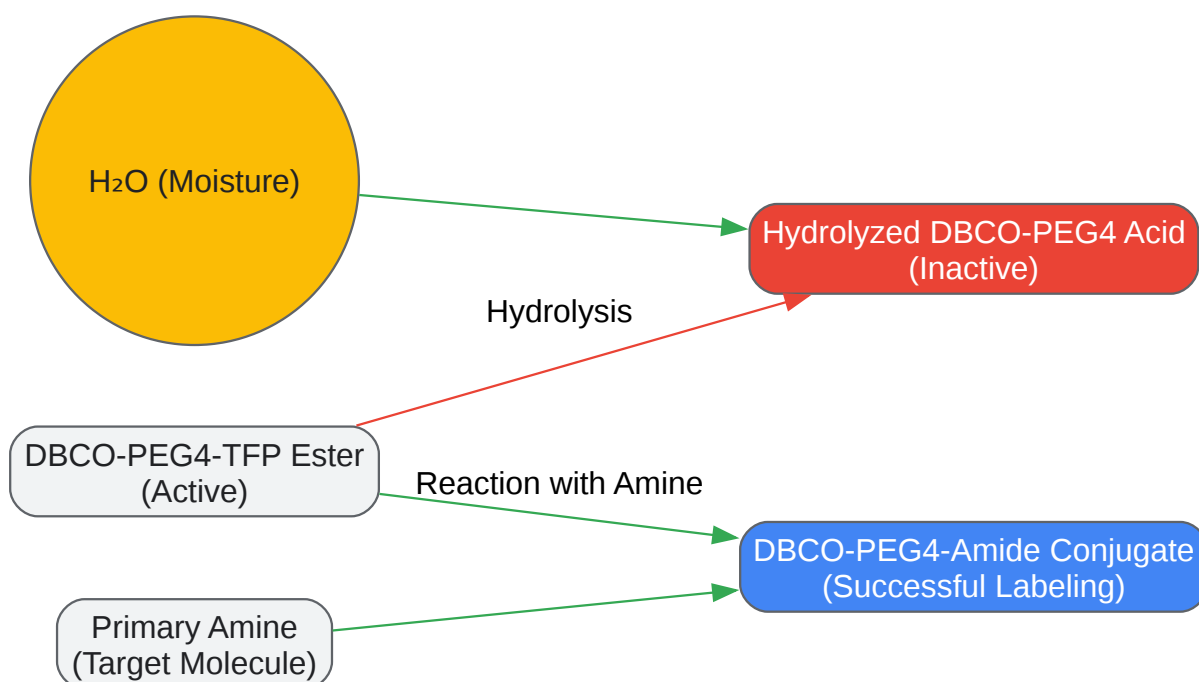 H₂O (Moisture)
Hydrolyzed DBCO-PEG4 Acid
(Inactive)
Hydrolysis
DBCO-PEG4-TFP Ester
(Active)
Reaction with Amine
DBCO-PEG4-Amide Conjugate
(Successful Labeling)
Primary Amine
(Target Molecule)